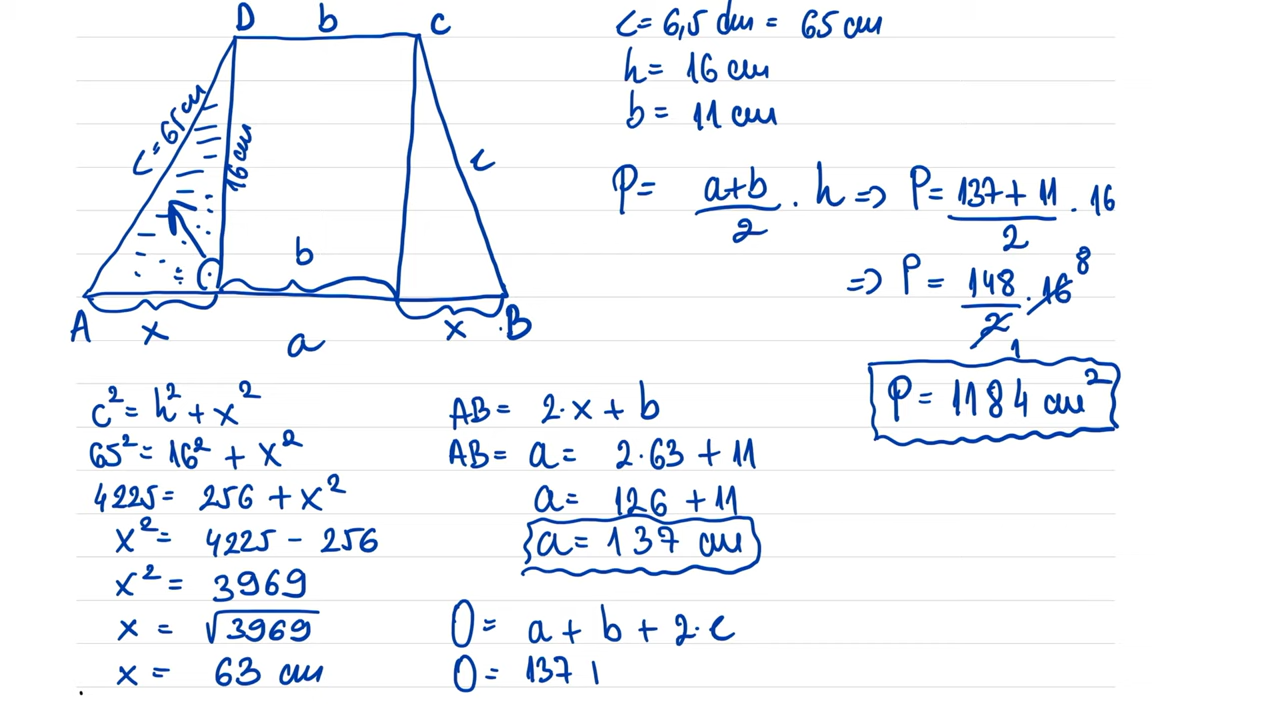 D b C
c = 65 cm
16 cm
c
b
A x a x B
c = 6,5 dm = 65 cm
h = 16 cm
b = 11 cm
P = a+b/2 · h => P = 137 + 11/2 · 16
=> P = 148/2 · 16 8
1
P = 1184 cm²
c² = h² + x²
65² = 16² + x²
4225 = 256 + x²
x² = 4225 - 256
x² = 3969
x = √3969
x = 63 cm
AB = 2·x + b
AB = a = 2·63 + 11
a = 126 + 11
a = 137 cm
O = a + b + 2·c
O = 137